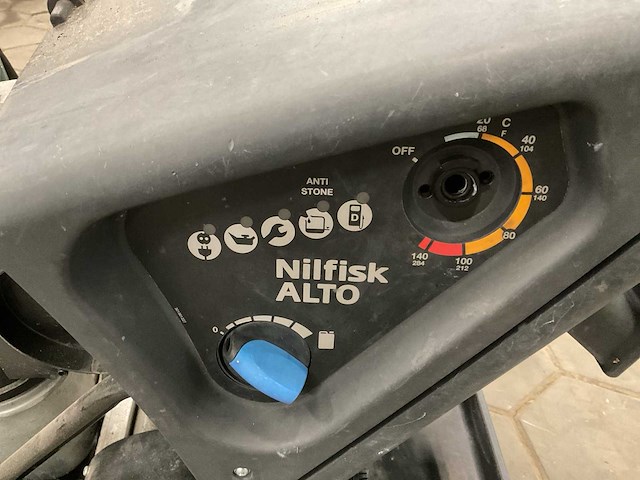 OFF
20 C
68 F
40
104
60
140
80
100
212
140
284
ANTI
STONE
D
Nilfisk
ALTO
0